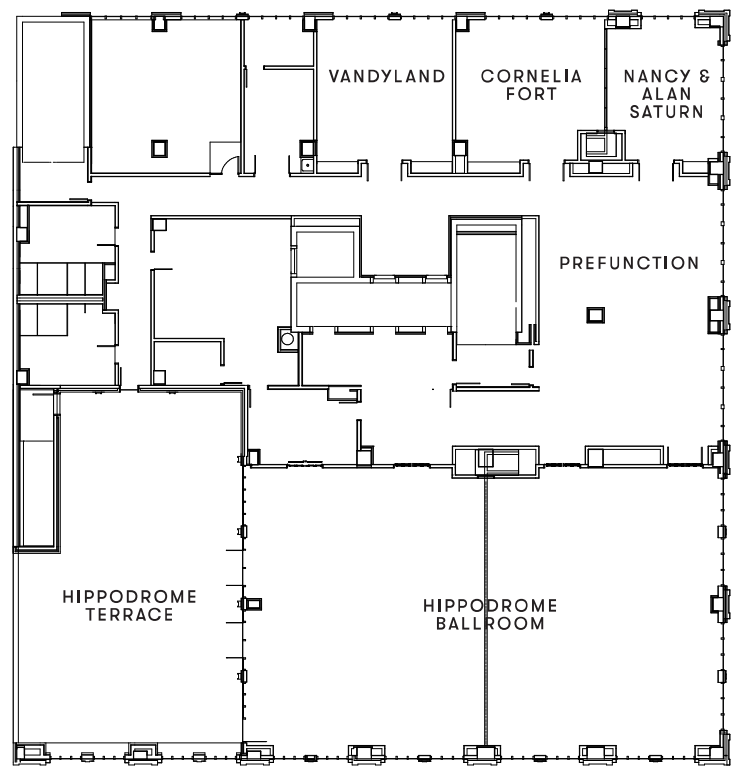 VANDYLAND
CORNELIA
FORT
NANCY &
ALAN
SATURN
PREFUNCTION
HIPPODROME
TERRACE
HIPPODROME
BALLROOM